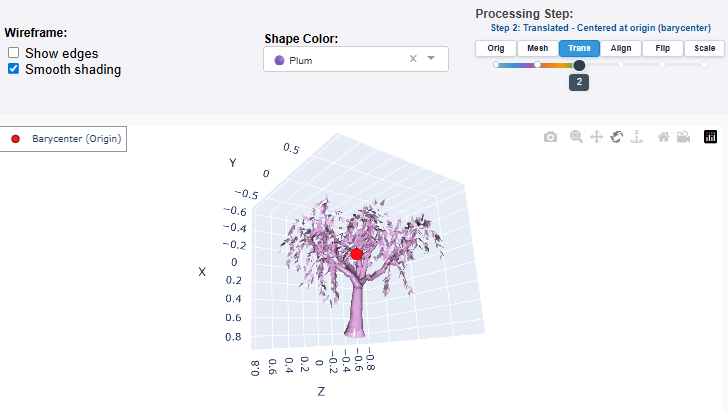 Wireframe:
Show edges
Smooth shading
Shape Color:
Plum
Processing Step:
Step 2: Translated - Centered at origin (barycenter)
Orig
Mesh
Trans
Align
Flip
Scale
2
Barycenter (Origin)
Y
0.5
0
−0.5
X
−0.6
−0.4
−0.2
0
0.2
0.4
0.6
0.8
0.8
0.6
0.4
0.2
0
−0.2
−0.4
−0.6
−0.8
Z